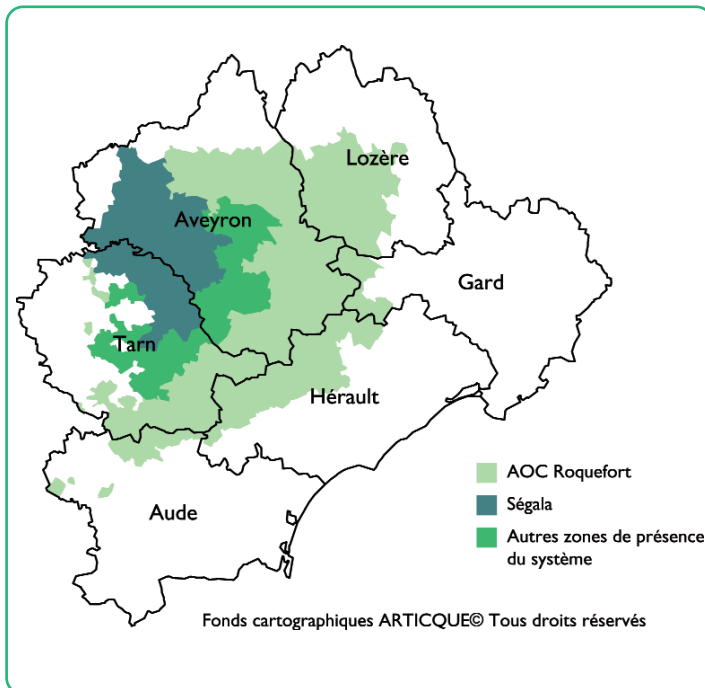 Lozère
Aveyron
Gard
Tarn
Hérault
Aude
AOC Roquefort
Ségala
Autres zones de présence
du système
Fonds cartographiques ARTICQUE© Tous droits réservés